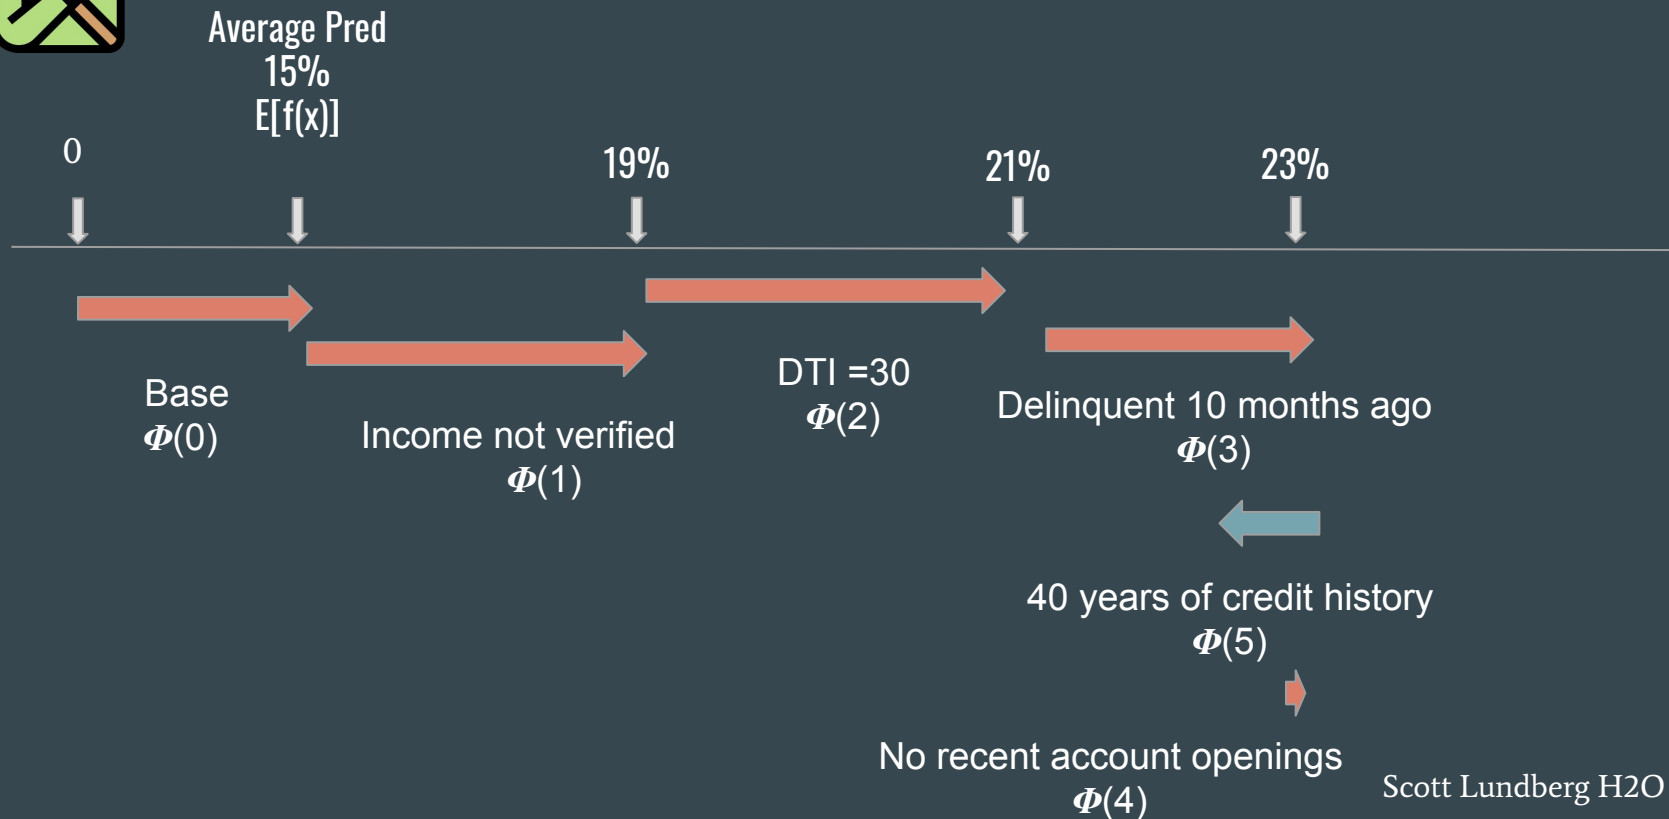 Average Pred
15%
E[f(x)]
0
19%
21%
23%
Base
Φ(0)
Income not verified
Φ(1)
DTI =30
Φ(2)
Delinquent 10 months ago
Φ(3)
40 years of credit history
Φ(5)
No recent account openings
Φ(4)
Scott Lundberg H2O